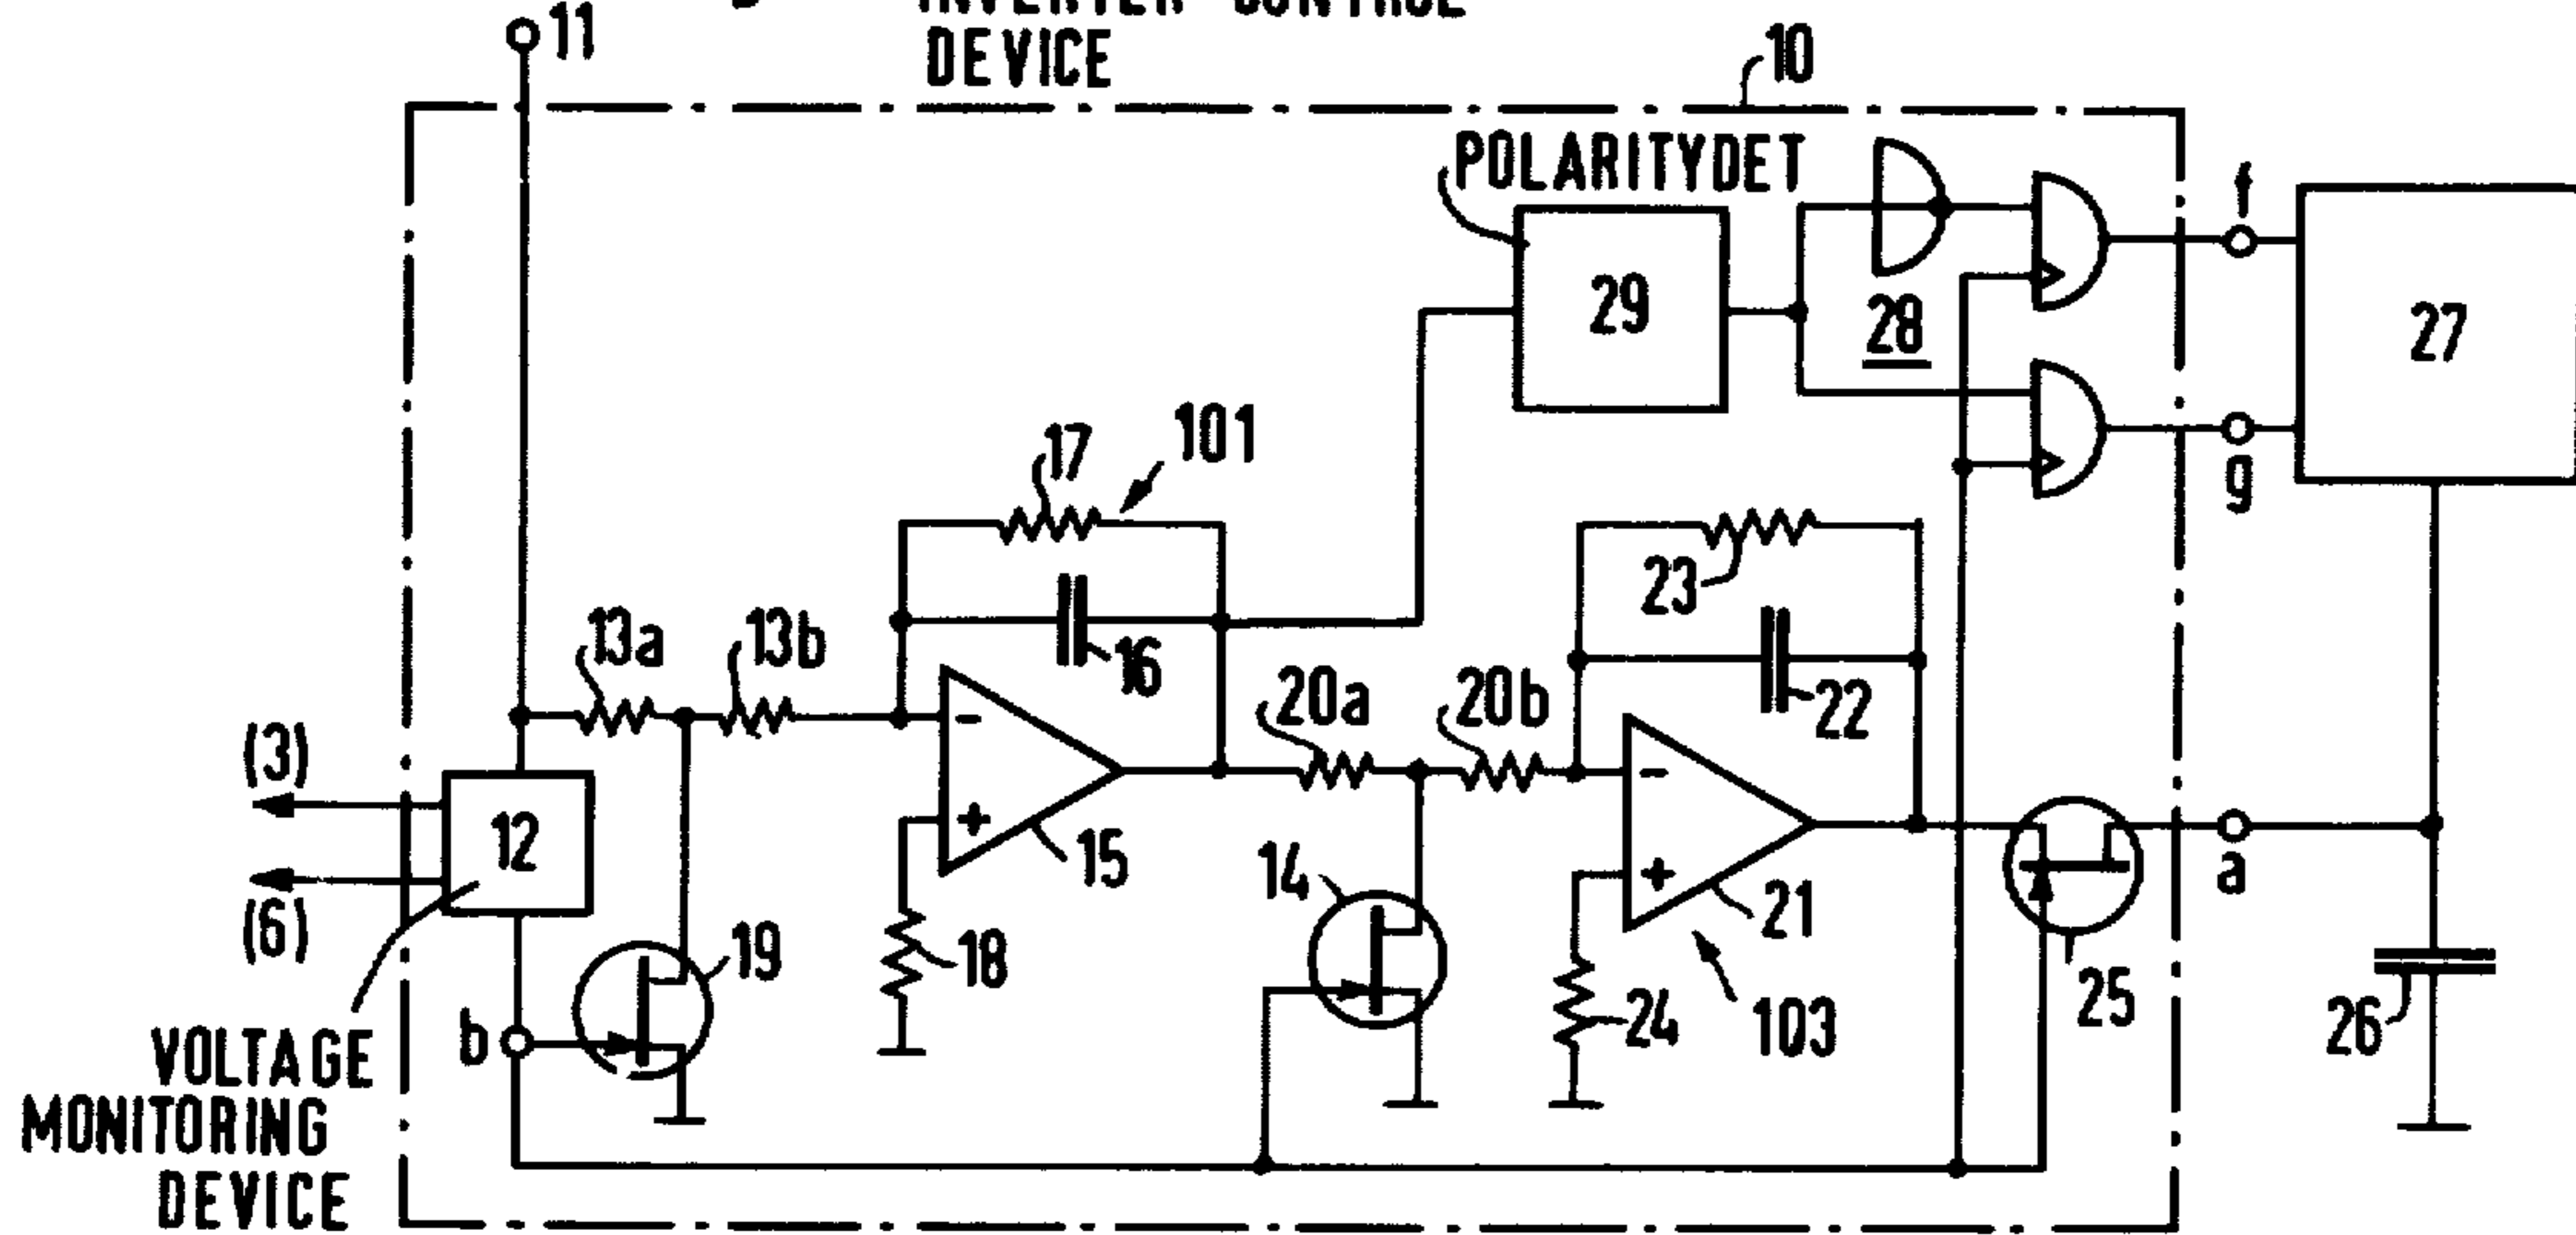 11
DEVICE
10
POLARITYDET
f
29
28
27
g
17
101
23
13a
13b
16
20a
20b
22
(3)
12
15
14
21
a
(6)
19
18
24
103
25
26
b
VOLTAGE
MONITORING
DEVICE